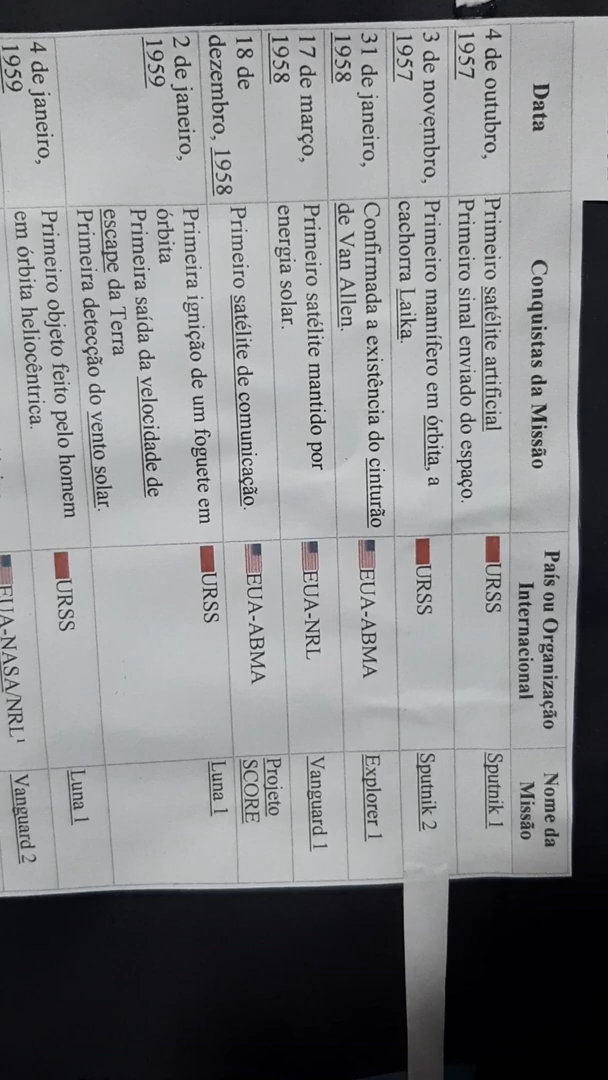 Data
Conquistas da Missão
País ou Organização
Internacional
Nome da
Missão
4 de outubro,
1957
Primeiro satélite artificial
Primeiro sinal enviado do espaço.
URSS
Sputnik 1
3 de novembro,
1957
Primeiro mamífero em órbita, a
cachorra Laika.
URSS
Sputnik 2
31 de janeiro,
1958
Confirmada a existência do cinturão
de Van Allen.
EUA-ABMA
Explorer 1
17 de março,
1958
Primeiro satélite mantido por
energia solar.
EUA-NRL
Vanguard 1
18 de
dezembro, 1958
Primeiro satélite de comunicação.
EUA-ABMA
Projeto
SCORE
2 de janeiro,
1959
Primeira ignição de um foguete em
órbita
Primeira saída da velocidade de
escape da Terra
Primeira detecção do vento solar.
URSS
Luna 1
4 de janeiro,
1959
Primeiro objeto feito pelo homem
em órbita heliocêntrica.
URSS
Luna 1
EUA-NASA/NRL¹
Vanguard 2